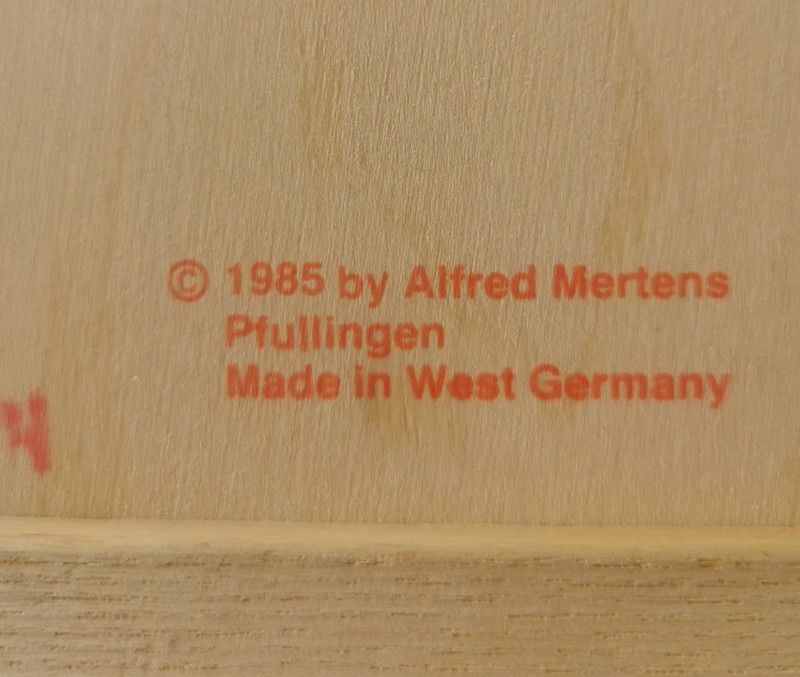 © 1985 by Alfred Mertens
Pfullingen
Made in West Germany